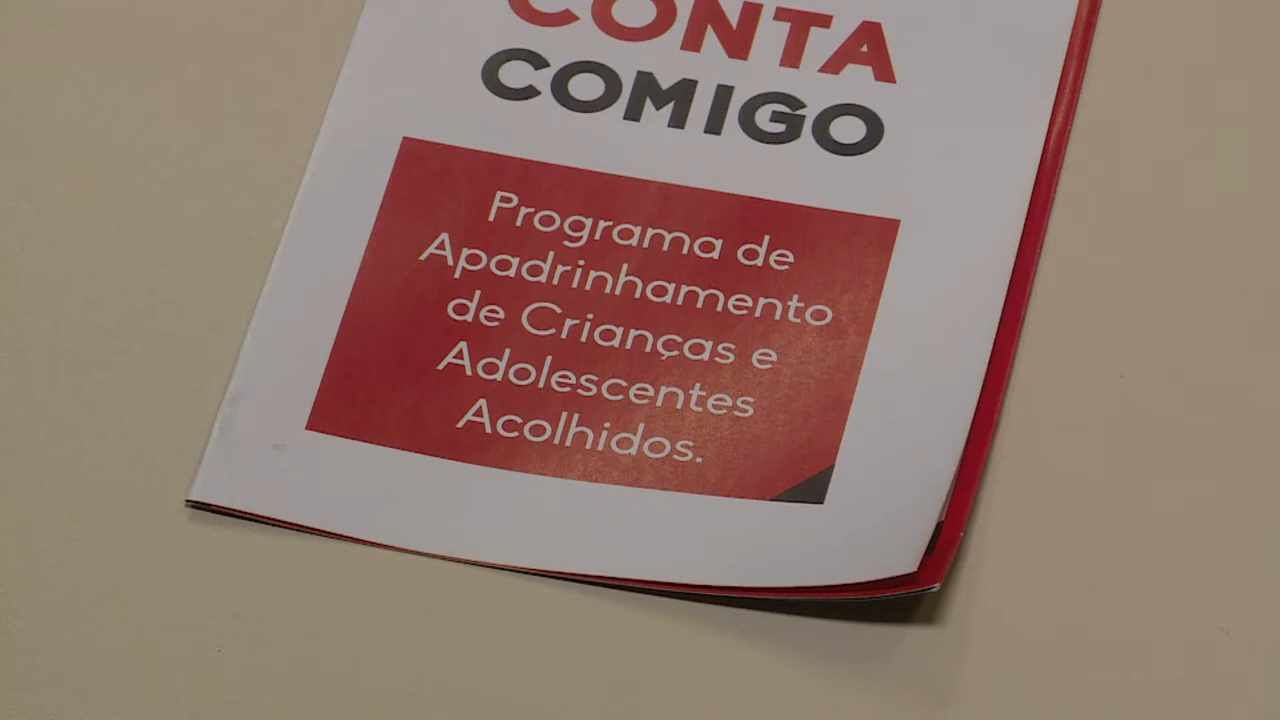 CONTA
COMIGO
Programa de
Apadrinhamento
de Crianças e
Adolescentes
Acolhidos.